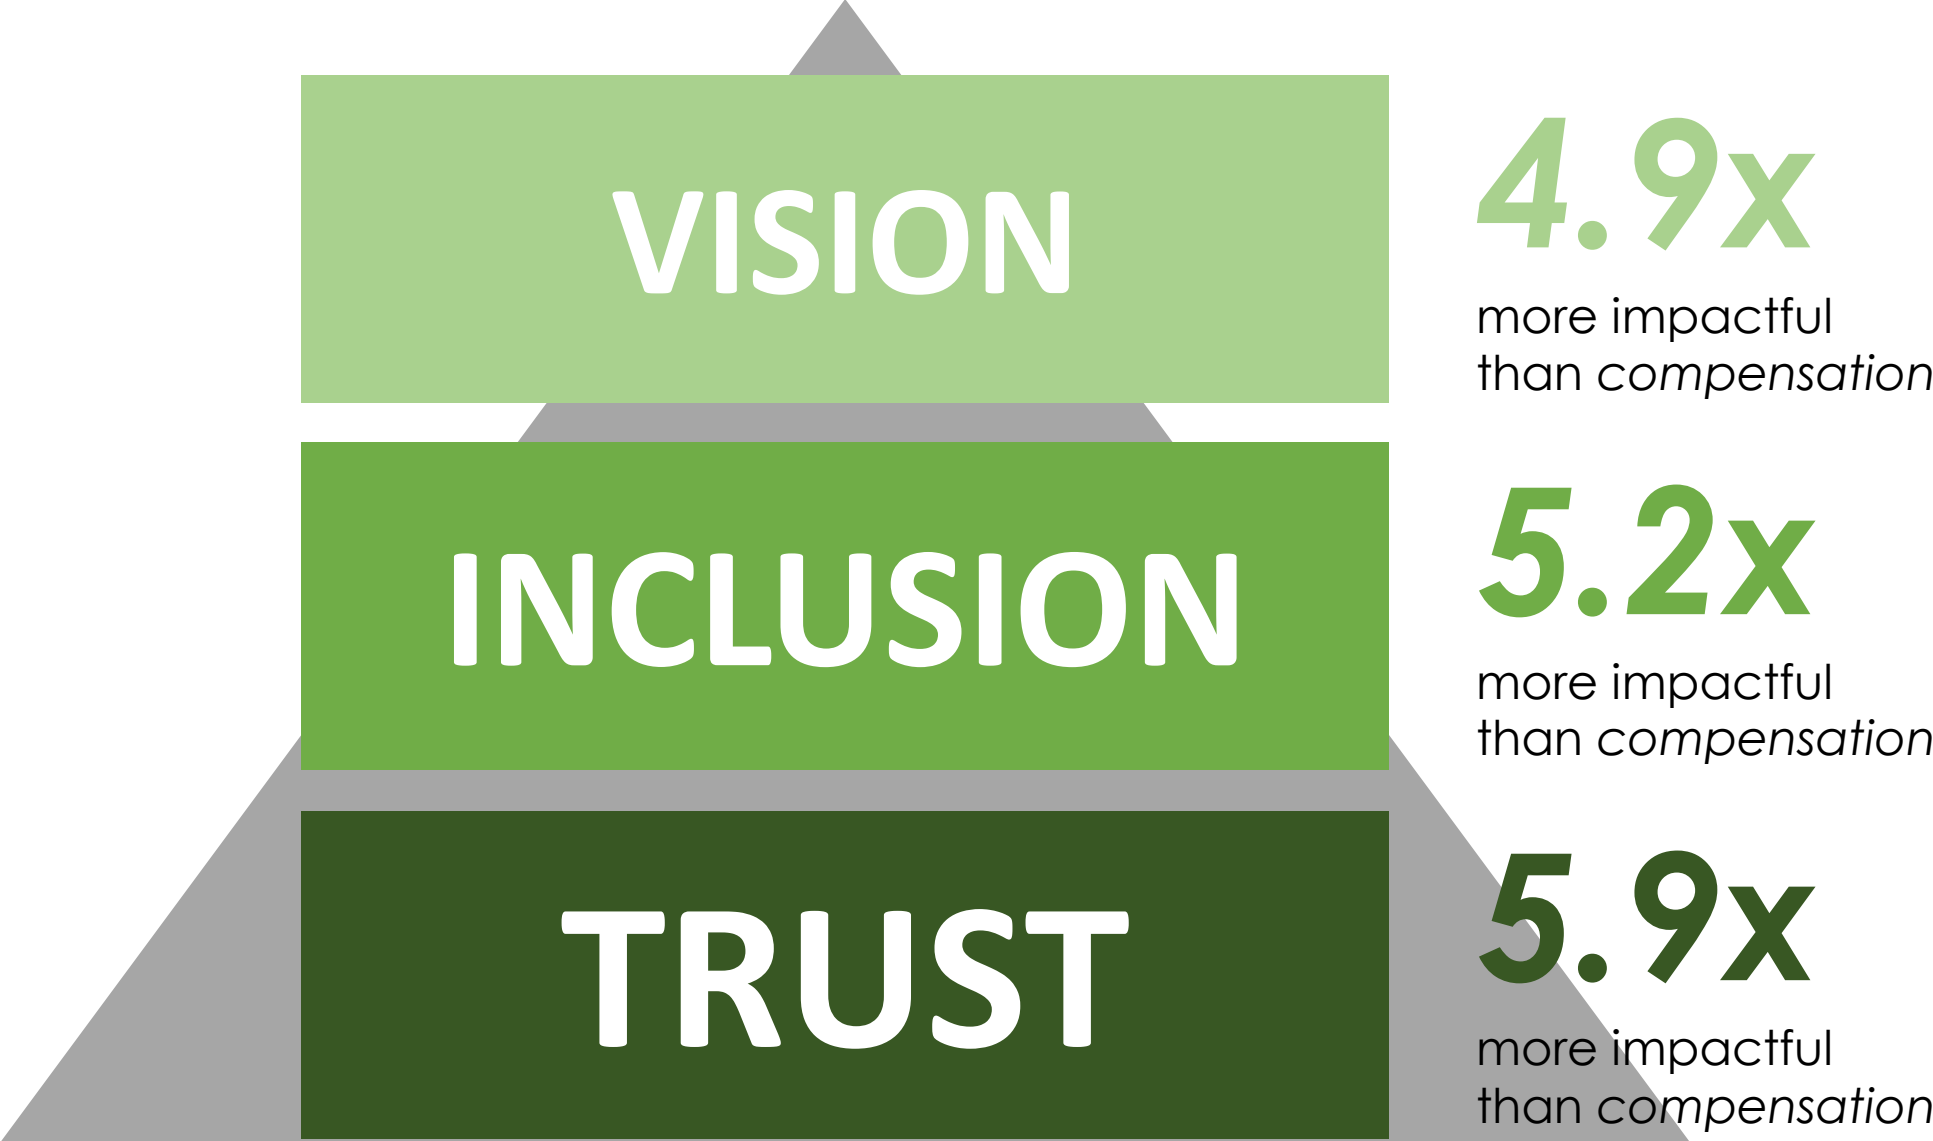 VISION
4.9x
more impactful
than compensation
INCLUSION
5.2x
more impactful
than compensation
TRUST
5.9x
more impactful
than compensation